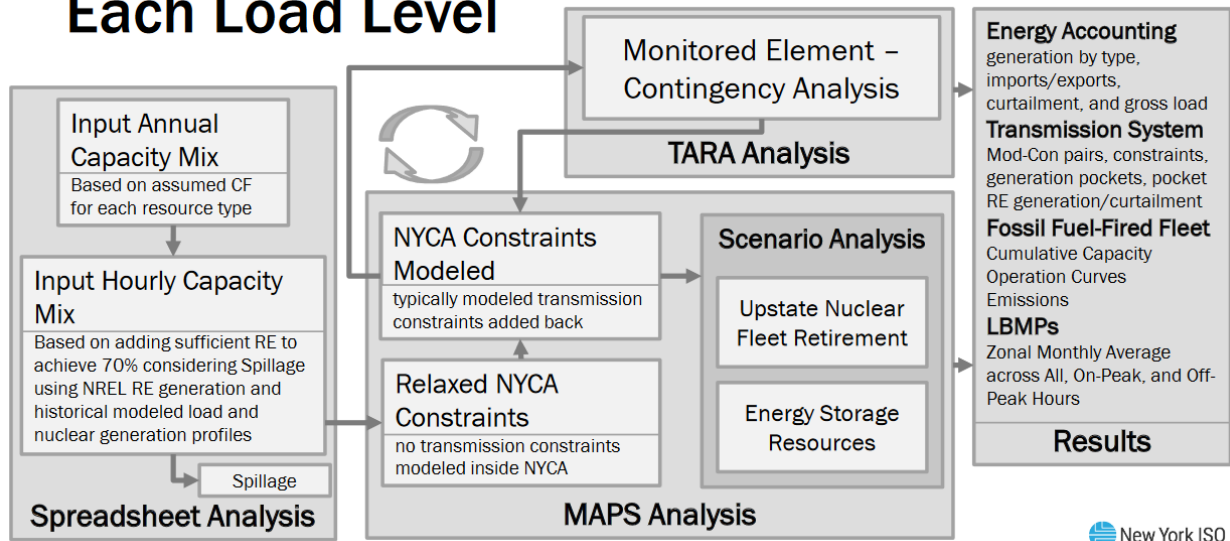 Each Load Level
Input Annual
Capacity Mix
Based on assumed CF
for each resource type
Input Hourly Capacity
Mix
Based on adding sufficient RE to
achieve 70% considering Spillage
using NREL RE generation and
historical modeled load and
nuclear generation profiles
Spillage
Spreadsheet Analysis
Monitored Element –
Contingency Analysis
TARA Analysis
NYCA Constraints
Modeled
typically modeled transmission
constraints added back
Relaxed NYCA
Constraints
no transmission constraints
modeled inside NYCA
Scenario Analysis
Upstate Nuclear
Fleet Retirement
Energy Storage
Resources
MAPS Analysis
Energy Accounting
generation by type,
imports/exports,
curtailment, and gross load
Transmission System
Mod-Con pairs, constraints,
generation pockets, pocket
RE generation/curtailment
Fossil Fuel-Fired Fleet
Cumulative Capacity
Operation Curves
Emissions
LBMPs
Zonal Monthly Average
across All, On-Peak, and Off-
Peak Hours
Results
New York ISO